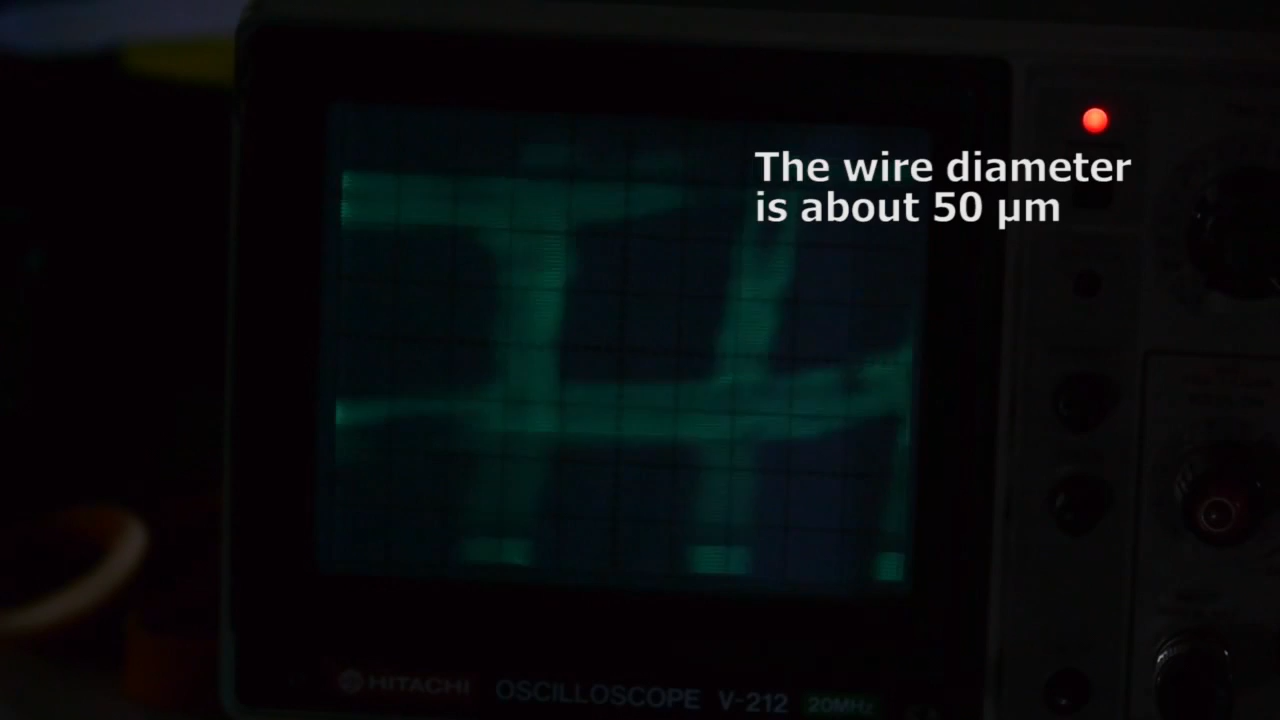 The wire diameter
is about 50 µm
HITACHI OSCILLOSCOPE V-212 20MHz